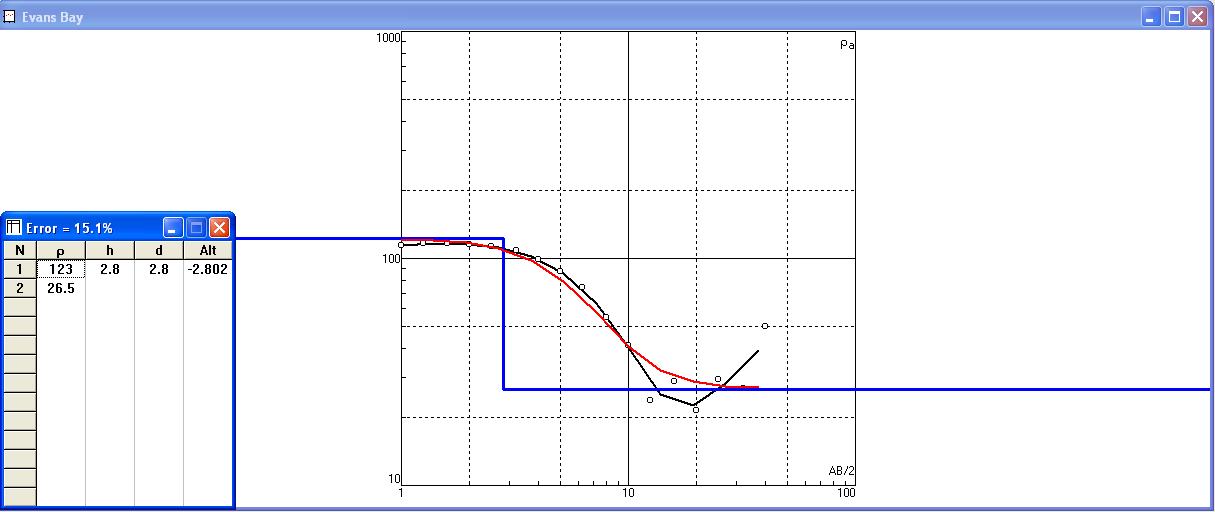 Evans Bay
1000
ρa
Error = 15.1%
N ρ h d Alt
1 123 2.8 2.8 -2.802
2 26.5
100
10
AB/2
1 10 100